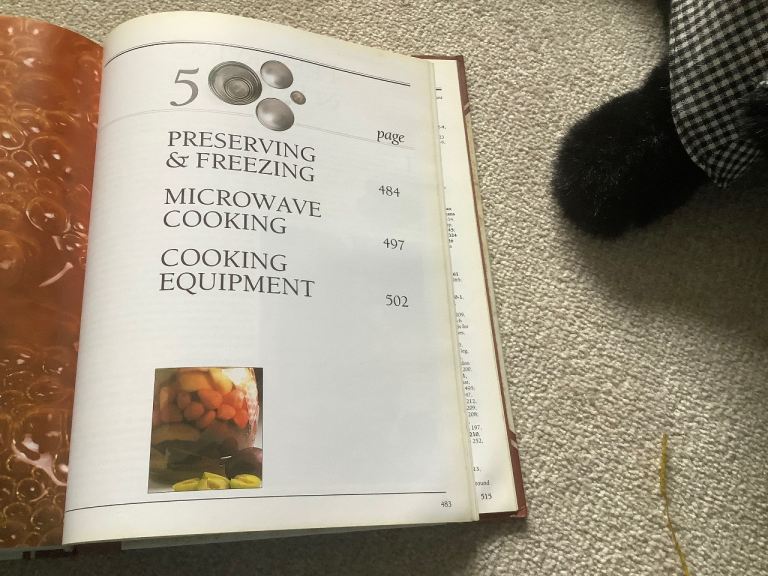 5
page
PRESERVING
& FREEZING
484
MICROWAVE
COOKING
497
COOKING
EQUIPMENT
502
483
515